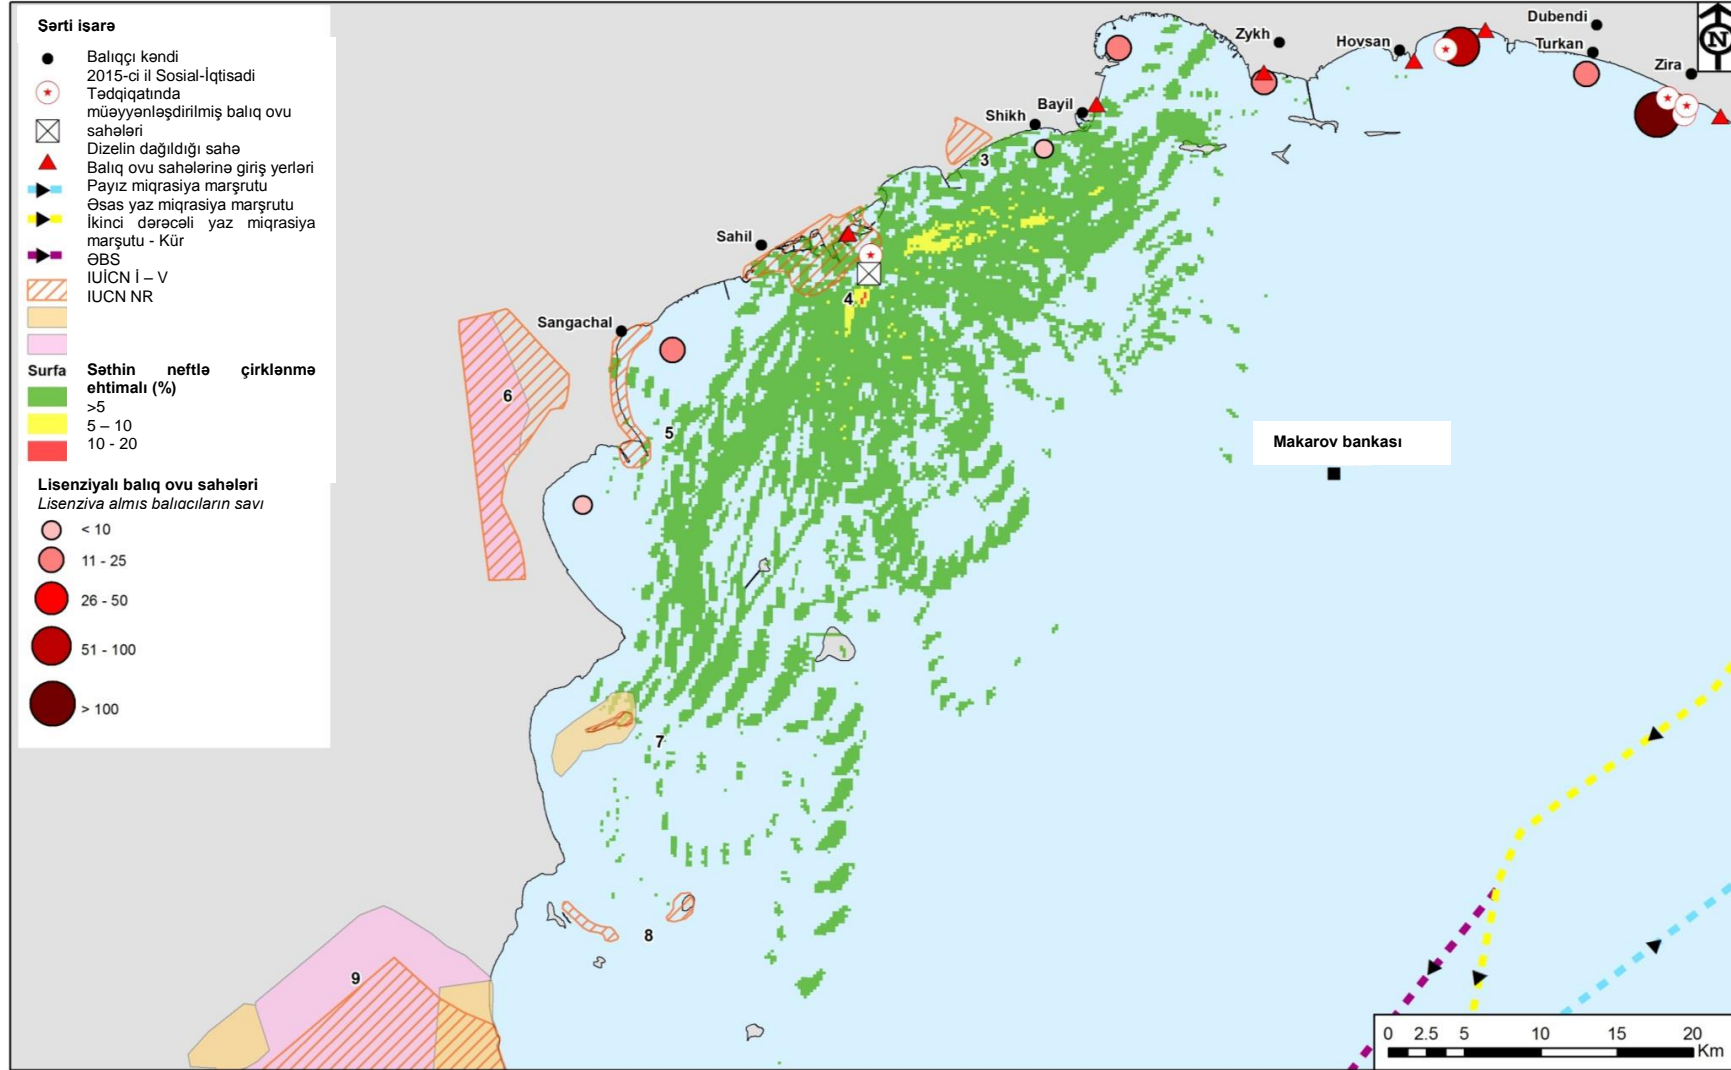 Şərti işarə
Balıqçı kəndi
2015-ci il Sosial-İqtisadi
Tədqiqatında
müəyyənləşdirilmiş balıq ovu
sahələri
Dizelin dağıldığı sahə
Balıq ovu sahələrinə giriş yerləri
Payız miqrasiya marşrutu
Əsas yaz miqrasiya marşrutu
İkinci dərəcəli yaz miqrasiya
marşutu - Kür
ƏBS
IUİCN İ – V
IUCN NR
Surfa
Səthin neftlə çirklənmə
ehtimalı (%)
>5
5 – 10
10 - 20
Lisenziyalı balıq ovu sahələri
Lisenziva almıs balıacıların savı
< 10
11 - 25
26 - 50
51 - 100
> 100
Dubendi
Zykh
Hovsan
Turkan
Zira
N
Bayil
Shikh
3
Sahil
4
Sangachal
6
5
Makarov bankası
7
8
9
0 2.5 5 10 15 20
Km